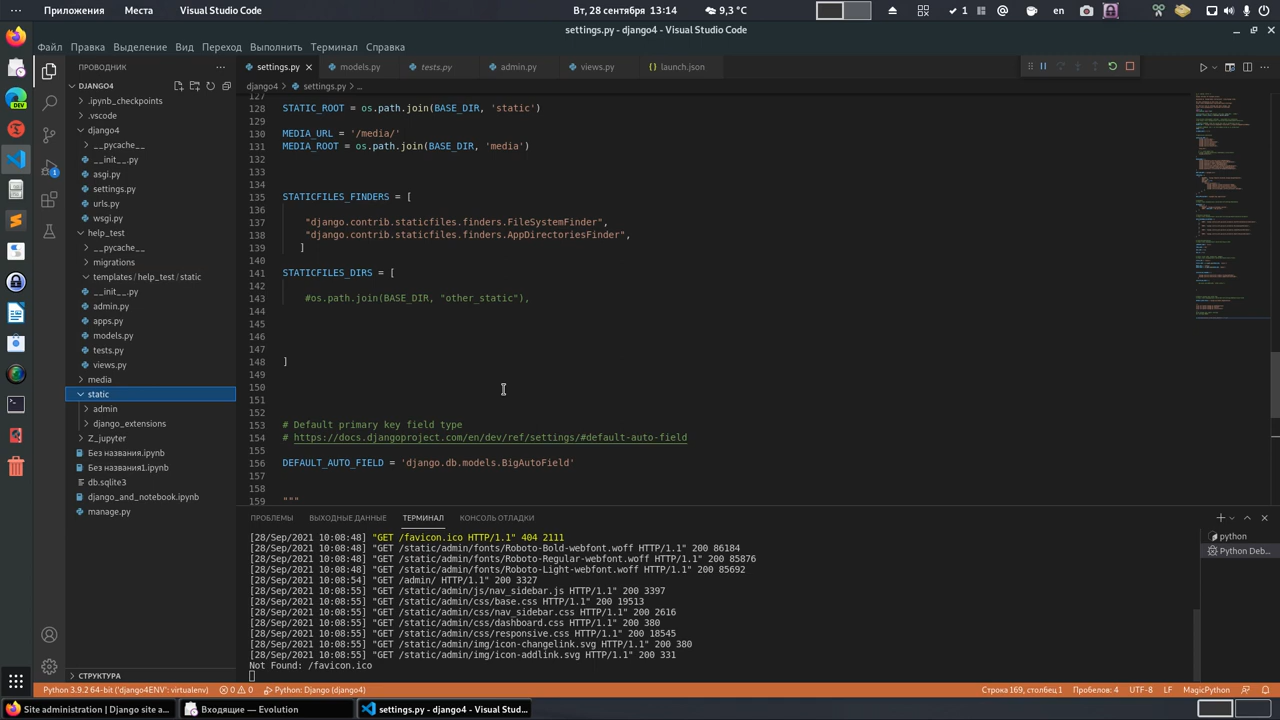 Приложения Места Visual Studio Code
Вт, 28 сентября 13:14
9,3 °C
1
en
settings.py - django4 - Visual Studio Code
Файл Правка Выделение Вид Переход Выполнить Терминал Справка
ПРОВОДНИК
DJANGO4
.ipynb_checkpoints
.vscode
django4
__pycache__
__init__.py
asgi.py
settings.py
urls.py
wsgi.py
help_test
__pycache__
migrations
templates/help_test/static
__init__.py
admin.py
apps.py
models.py
tests.py
views.py
media
static
admin
django_extensions
Z_jupyter
Без названия.ipynb
Без названия1.ipynb
db.sqlite3
django_and_notebook.ipynb
manage.py
СТРУКТУРА
1
settings.py models.py tests.py admin.py views.py launch.json
django4 > settings.py > ...
127
128 STATIC_ROOT = os.path.join(BASE_DIR, 'static')
129
130 MEDIA_URL = '/media/'
131 MEDIA_ROOT = os.path.join(BASE_DIR, 'media')
132
133
134
135 STATICFILES_FINDERS = [
136
137 "django.contrib.staticfiles.finders.FileSystemFinder",
138 "django.contrib.staticfiles.finders.AppDirectoriesFinder",
139 ]
140
141 STATICFILES_DIRS = [
142
143 #os.path.join(BASE_DIR, "other_static"),
144
145
146
147
148 ]
149
150
151
152
153 # Default primary key field type
154 # https://docs.djangoproject.com/en/dev/ref/settings/#default-auto-field
155
156 DEFAULT_AUTO_FIELD = 'django.db.models.BigAutoField'
157
158
159 """
ПРОБЛЕМЫ ВЫХОДНЫЕ ДАННЫЕ ТЕРМИНАЛ КОНСОЛЬ ОТЛАДКИ
[28/Sep/2021 10:08:48] "GET /favicon.ico HTTP/1.1" 404 2111
[28/Sep/2021 10:08:48] "GET /static/admin/fonts/Roboto-Bold-webfont.woff HTTP/1.1" 200 86184
[28/Sep/2021 10:08:48] "GET /static/admin/fonts/Roboto-Regular-webfont.woff HTTP/1.1" 200 85876
[28/Sep/2021 10:08:48] "GET /static/admin/fonts/Roboto-Light-webfont.woff HTTP/1.1" 200 85692
[28/Sep/2021 10:08:54] "GET /admin/ HTTP/1.1" 200 3327
[28/Sep/2021 10:08:55] "GET /static/admin/js/nav_sidebar.js HTTP/1.1" 200 3397
[28/Sep/2021 10:08:55] "GET /static/admin/css/base.css HTTP/1.1" 200 19513
[28/Sep/2021 10:08:55] "GET /static/admin/css/nav_sidebar.css HTTP/1.1" 200 2616
[28/Sep/2021 10:08:55] "GET /static/admin/css/dashboard.css HTTP/1.1" 200 380
[28/Sep/2021 10:08:55] "GET /static/admin/css/responsive.css HTTP/1.1" 200 18545
[28/Sep/2021 10:08:55] "GET /static/admin/img/icon-changelink.svg HTTP/1.1" 200 380
[28/Sep/2021 10:08:55] "GET /static/admin/img/icon-addlink.svg HTTP/1.1" 200 331
Not Found: /favicon.ico
python
Python Deb...
Python 3.9.2 64-bit ('django4ENV': virtualenv) 0 0 Python: Django (django4)
Строка 169, столбец 1 Пробелов: 4 UTF-8 LF MagicPython
Site administration | Django site a...
Входящие — Evolution
settings.py - django4 - Visual Stud...